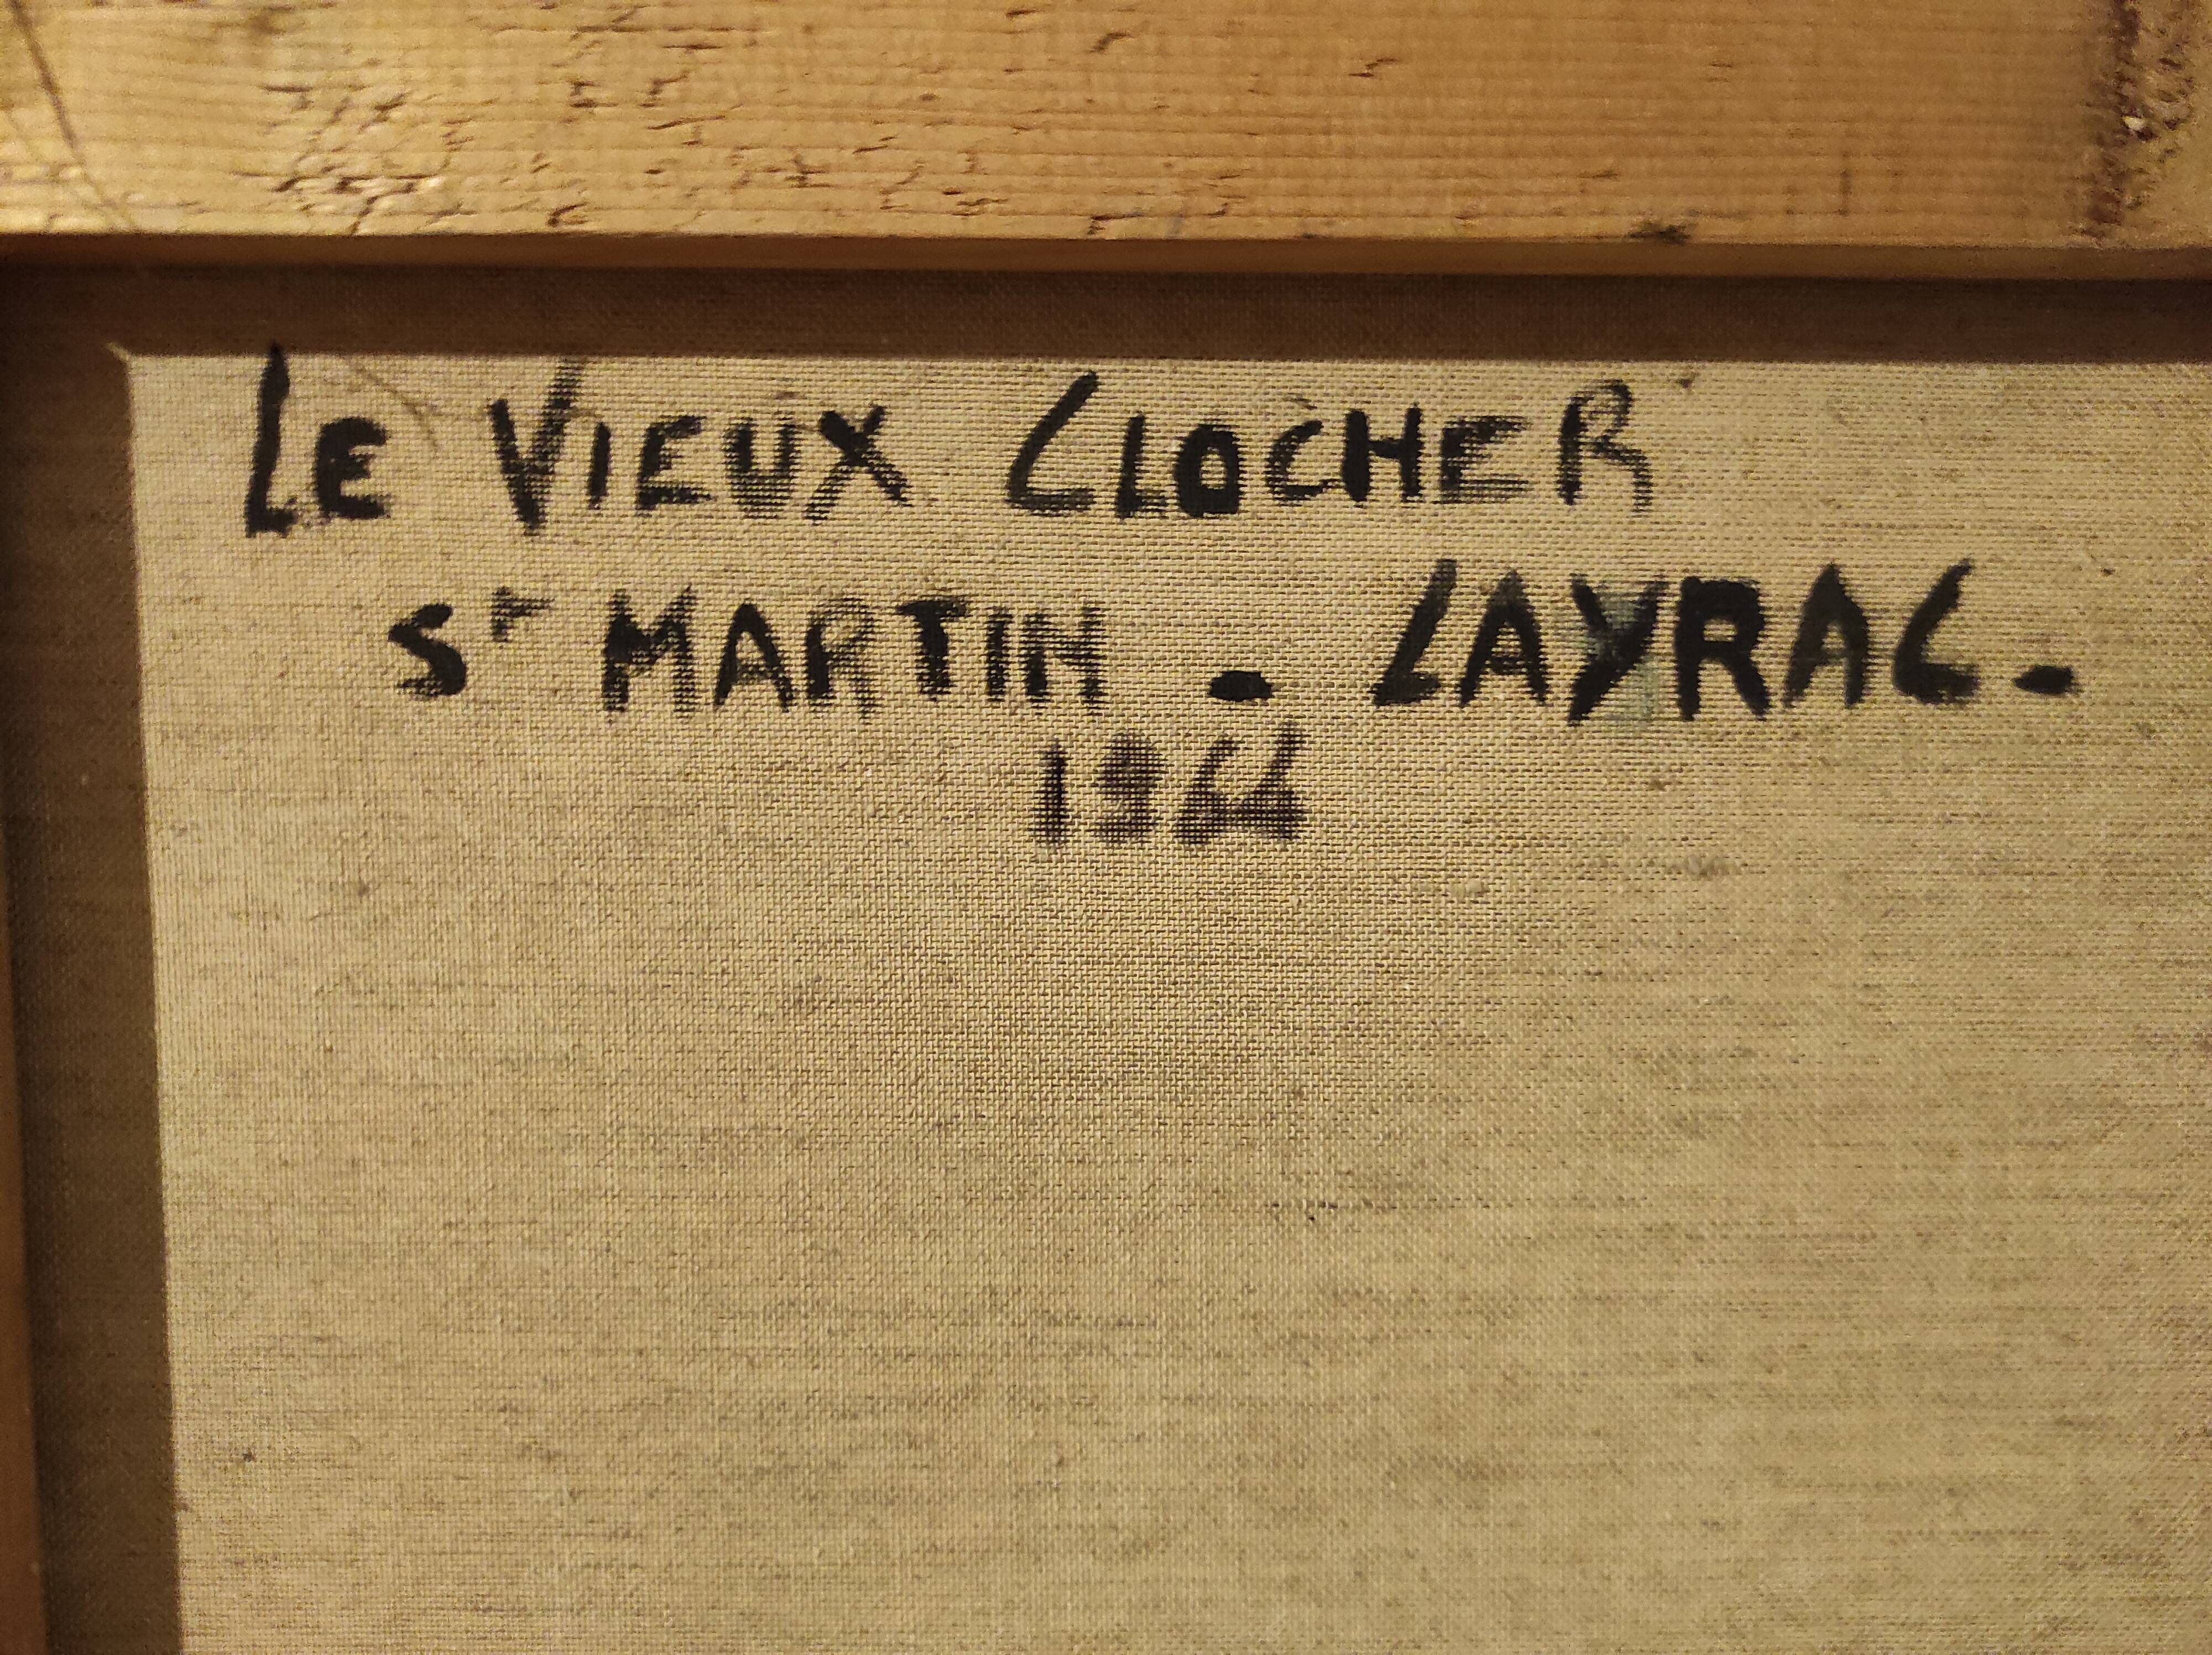 LE VIEUX CLOCHER
St MARTIN - LAYRAC -
1964